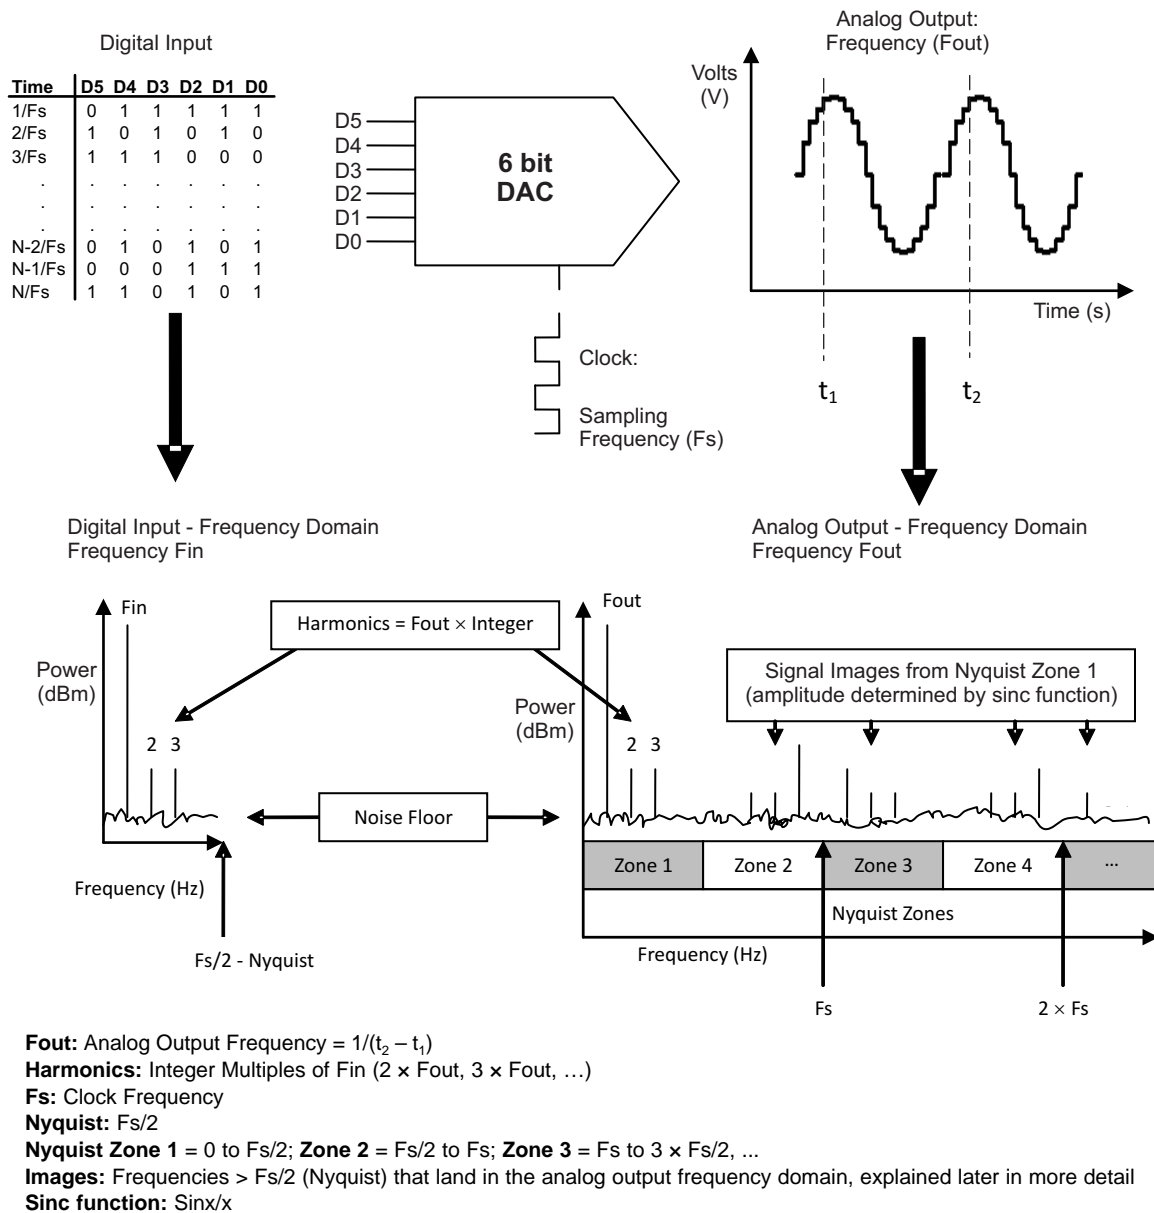 Digital Input
Time D5 D4 D3 D2 D1 D0
1/Fs 0 1 1 1 1 1
2/Fs 1 0 1 0 1 0
3/Fs 1 1 1 0 0 0
. . . . . . .
. . . . . . .
. . . . . . .
N-2/Fs 0 1 0 1 0 1
N-1/Fs 0 0 0 1 1 1
N/Fs 1 1 0 1 0 1
D5
D4
D3
D2
D1
D0
6 bit
DAC
Clock:
Sampling
Frequency (Fs)
Analog Output:
Frequency (Fout)
Volts
(V)
Time (s)
t₁
t₂
Digital Input - Frequency Domain
Frequency Fin
Analog Output - Frequency Domain
Frequency Fout
Fin
Power
(dBm)
2 3
Frequency (Hz)
Fs/2 - Nyquist
Harmonics = Fout × Integer
Noise Floor
Fout
Power
(dBm)
2 3
Signal Images from Nyquist Zone 1
(amplitude determined by sinc function)
Zone 1 Zone 2 Zone 3 Zone 4 ...
Nyquist Zones
Frequency (Hz)
Fs
2 × Fs
Fout: Analog Output Frequency = 1/(t₂ – t₁)
Harmonics: Integer Multiples of Fin (2 × Fout, 3 × Fout, …)
Fs: Clock Frequency
Nyquist: Fs/2
Nyquist Zone 1 = 0 to Fs/2; Zone 2 = Fs/2 to Fs; Zone 3 = Fs to 3 × Fs/2, ...
Images: Frequencies > Fs/2 (Nyquist) that land in the analog output frequency domain, explained later in more detail
Sinc function: Sinx/x